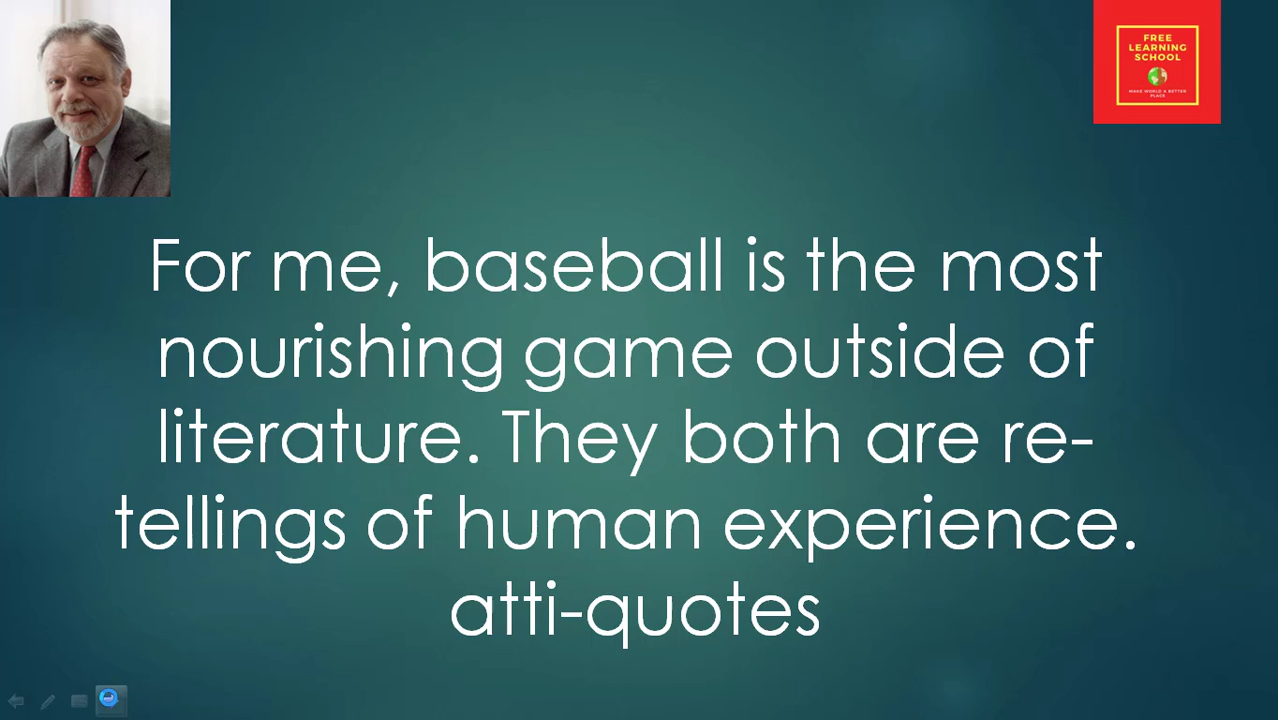 FREE
LEARNING
SCHOOL
MAKE WORLD A BETTER
PLACE
For me, baseball is the most
nourishing game outside of
literature. They both are re-
tellings of human experience.
atti-quotes